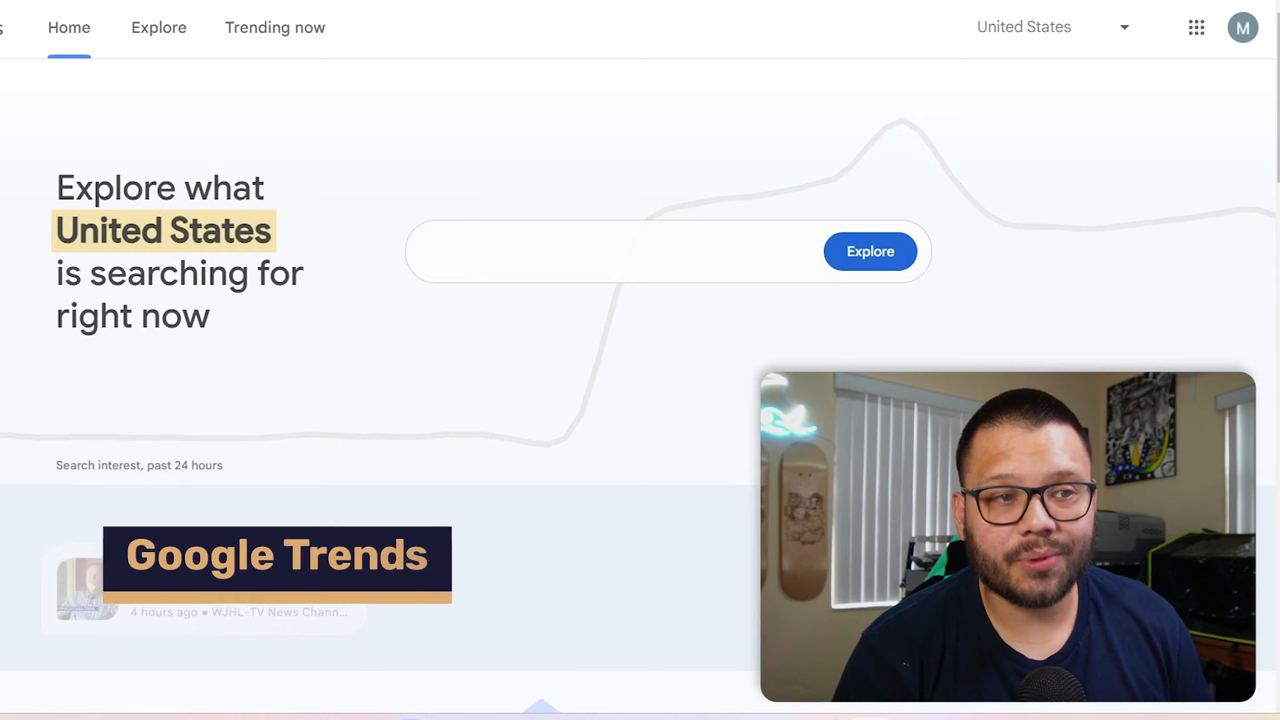 Home Explore Trending now United States M
Explore what
United States
is searching for
right now
Explore
Search interest, past 24 hours
Google Trends
4 hours ago • WJHL-TV News Chann...